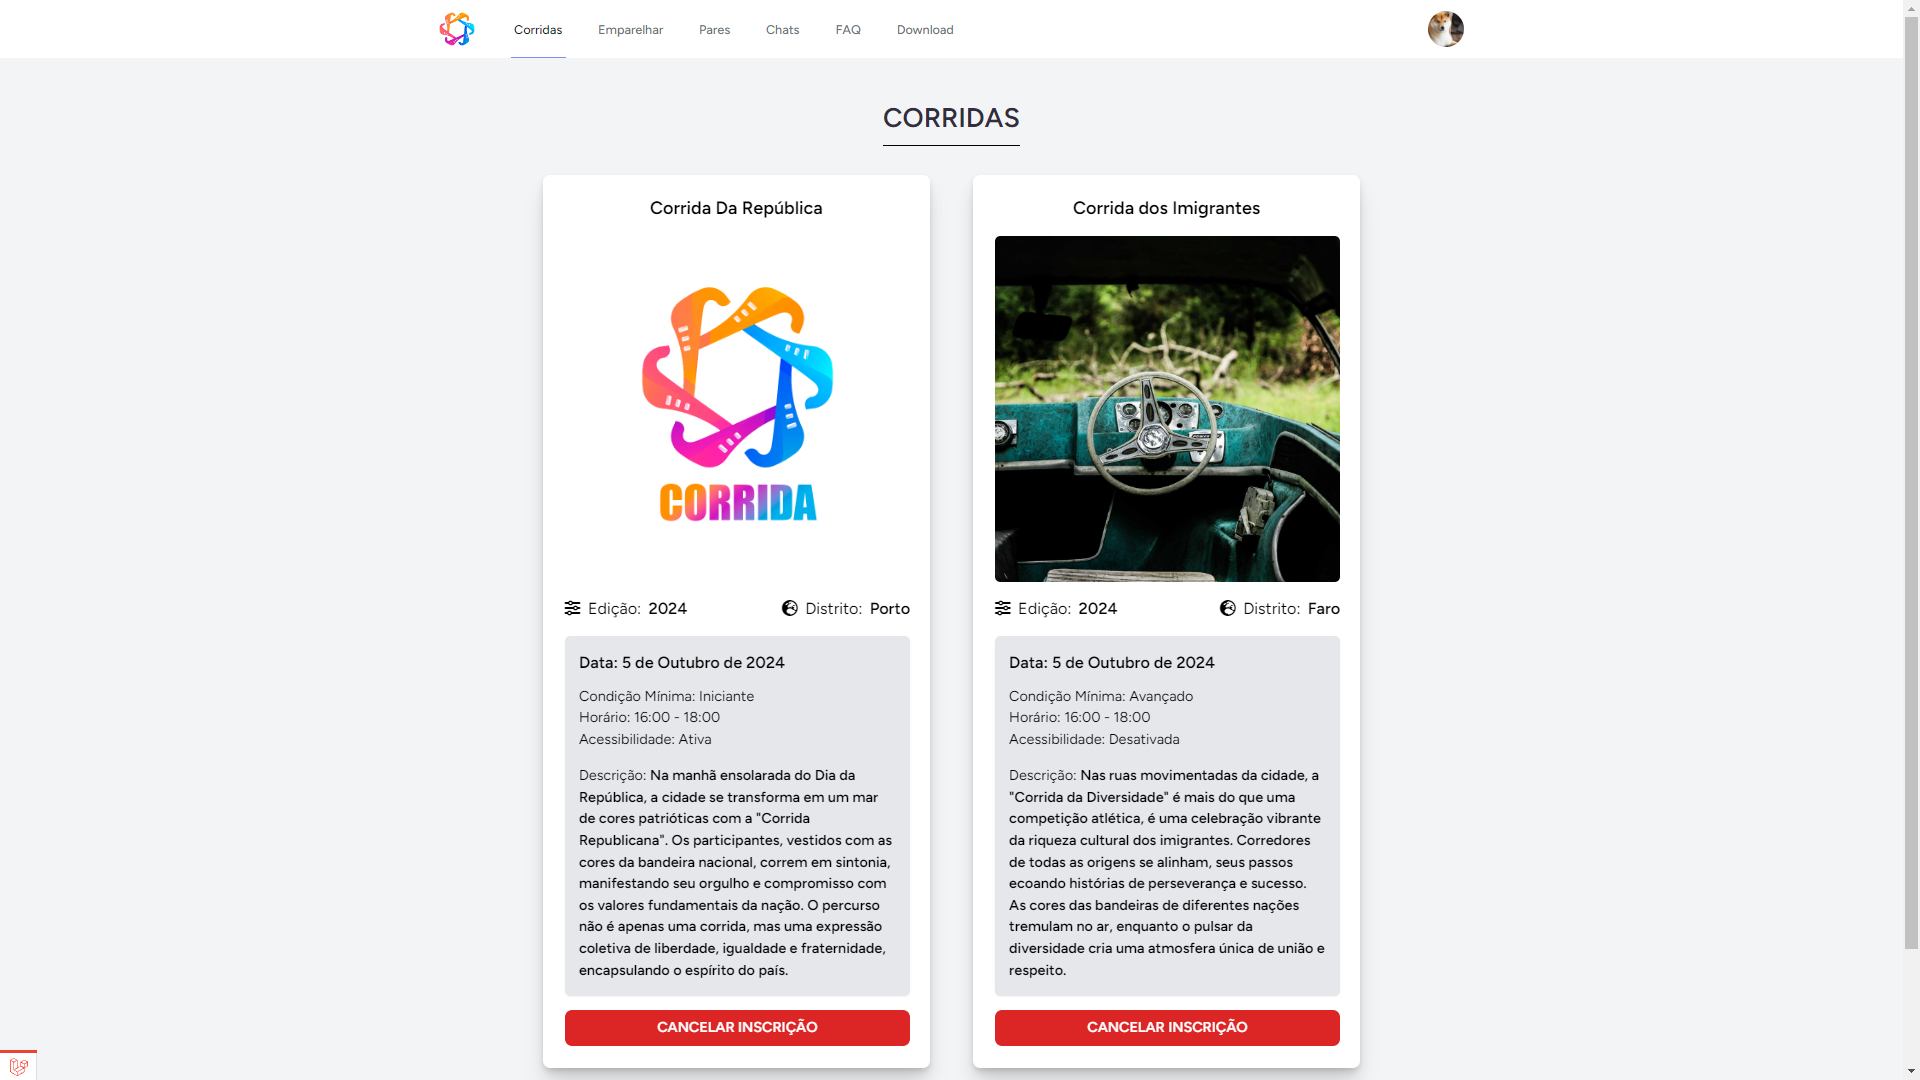 Corridas Emparelhar Pares Chats FAQ Download
CORRIDAS
Corrida Da República
CORRIDA
Edição: 2024 Distrito: Porto
Data: 5 de Outubro de 2024
Condição Mínima: Iniciante
Horário: 16:00 - 18:00
Acessibilidade: Ativa
Descrição: Na manhã ensolarada do Dia da
República, a cidade se transforma em um mar
de cores patrióticas com a "Corrida
Republicana". Os participantes, vestidos com as
cores da bandeira nacional, correm em sintonia,
manifestando seu orgulho e compromisso com
os valores fundamentais da nação. O percurso
não é apenas uma corrida, mas uma expressão
coletiva de liberdade, igualdade e fraternidade,
encapsulando o espírito do país.
CANCELAR INSCRIÇÃO
Corrida dos Imigrantes
Edição: 2024 Distrito: Faro
Data: 5 de Outubro de 2024
Condição Mínima: Avançado
Horário: 16:00 - 18:00
Acessibilidade: Desativada
Descrição: Nas ruas movimentadas da cidade, a
"Corrida da Diversidade" é mais do que uma
competição atlética, é uma celebração vibrante
da riqueza cultural dos imigrantes. Corredores
de todas as origens se alinham, seus passos
ecoando histórias de perseverança e sucesso.
As cores das bandeiras de diferentes nações
tremulam no ar, enquanto o pulsar da
diversidade cria uma atmosfera única de união e
respeito.
CANCELAR INSCRIÇÃO